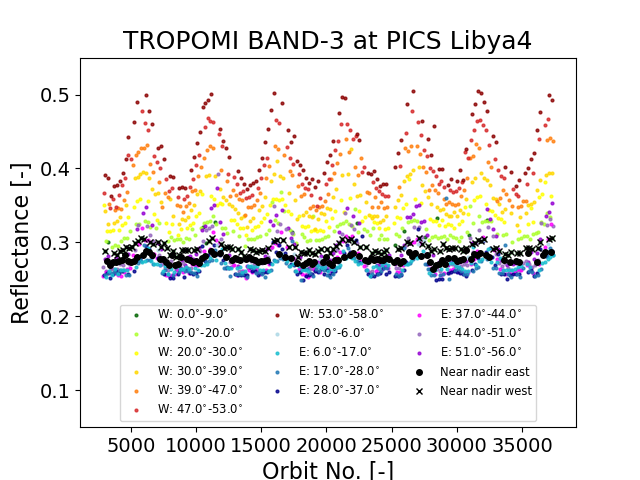 TROPOMI BAND-3 at PICS Libya4
Reflectance [-]
0.5
0.4
0.3
0.2
0.1
W: 0.0°-9.0°
W: 9.0°-20.0°
W: 20.0°-30.0°
W: 30.0°-39.0°
W: 39.0°-47.0°
W: 47.0°-53.0°
W: 53.0°-58.0°
E: 0.0°-6.0°
E: 6.0°-17.0°
E: 17.0°-28.0°
E: 28.0°-37.0°
E: 37.0°-44.0°
E: 44.0°-51.0°
E: 51.0°-56.0°
Near nadir east
Near nadir west
5000 10000 15000 20000 25000 30000 35000
Orbit No. [-]